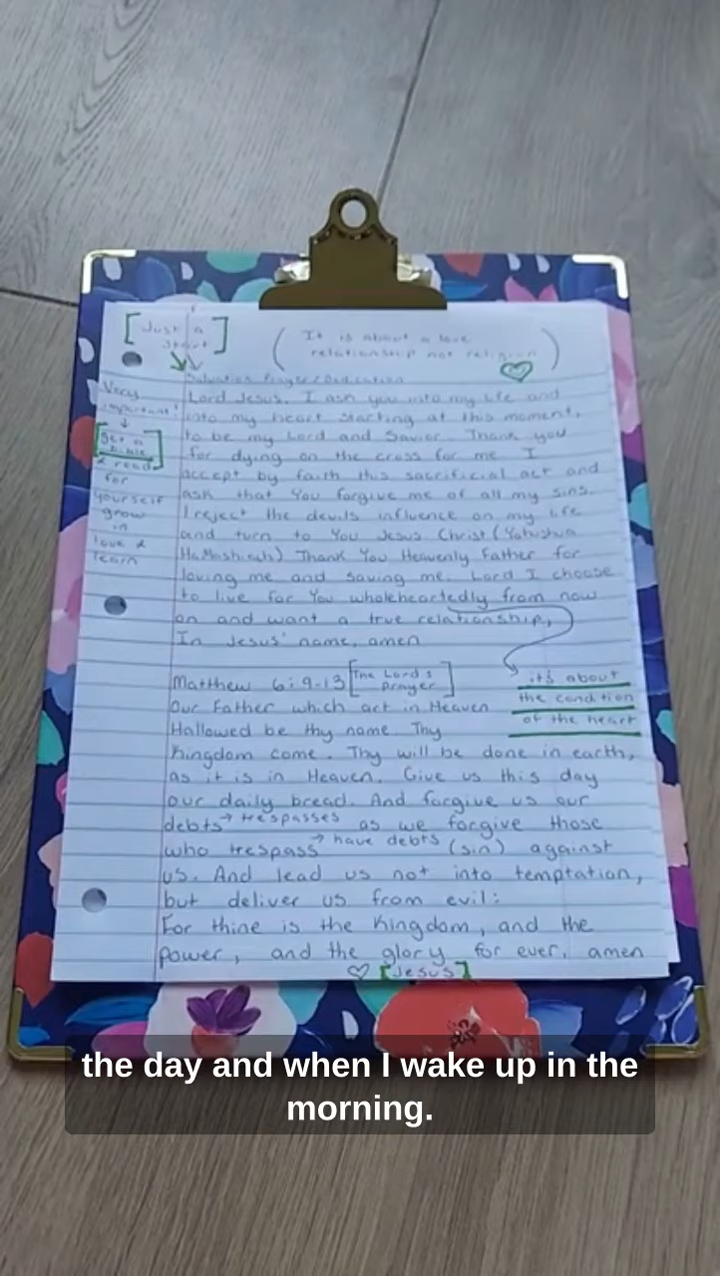 [Just a
start]
(It is about a love
relationship not religion)
Salvation Prayer/Dedication
Very
important!
get a
bible
& read
for
yourself
grow
in
love &
learn
Lord Jesus, I ask you into my life and
into my heart starting at this moment,
to be my Lord and Savior. Thank you
for dying on the cross for me. I
accept by faith this sacrificial act and
ask that You forgive me of all my sins.
I reject the devils influence on my life
and turn to You Jesus Christ (Yahushua
HaMashiach) Thank You Heavenly Father for
loving me and saving me. Lord I choose
to live for You wholeheartedly from now
on and want a true relationship,
In Jesus' name, amen
it's about
the condition
of the heart
Matthew 6:9-13 [The Lord's
prayer]
Our Father which art in Heaven
Hallowed be thy name. Thy
Kingdom come. Thy will be done in earth,
as it is in Heaven. Give us this day
our daily bread. And forgive us our
debts → trespasses as we forgive those
who trespass → have debts (sin) against
us. And lead us not into temptation,
but deliver us from evil:
For thine is the Kingdom, and the
power, and the glory for ever. amen
♡ [Jesus]
the day and when I wake up in the
morning.